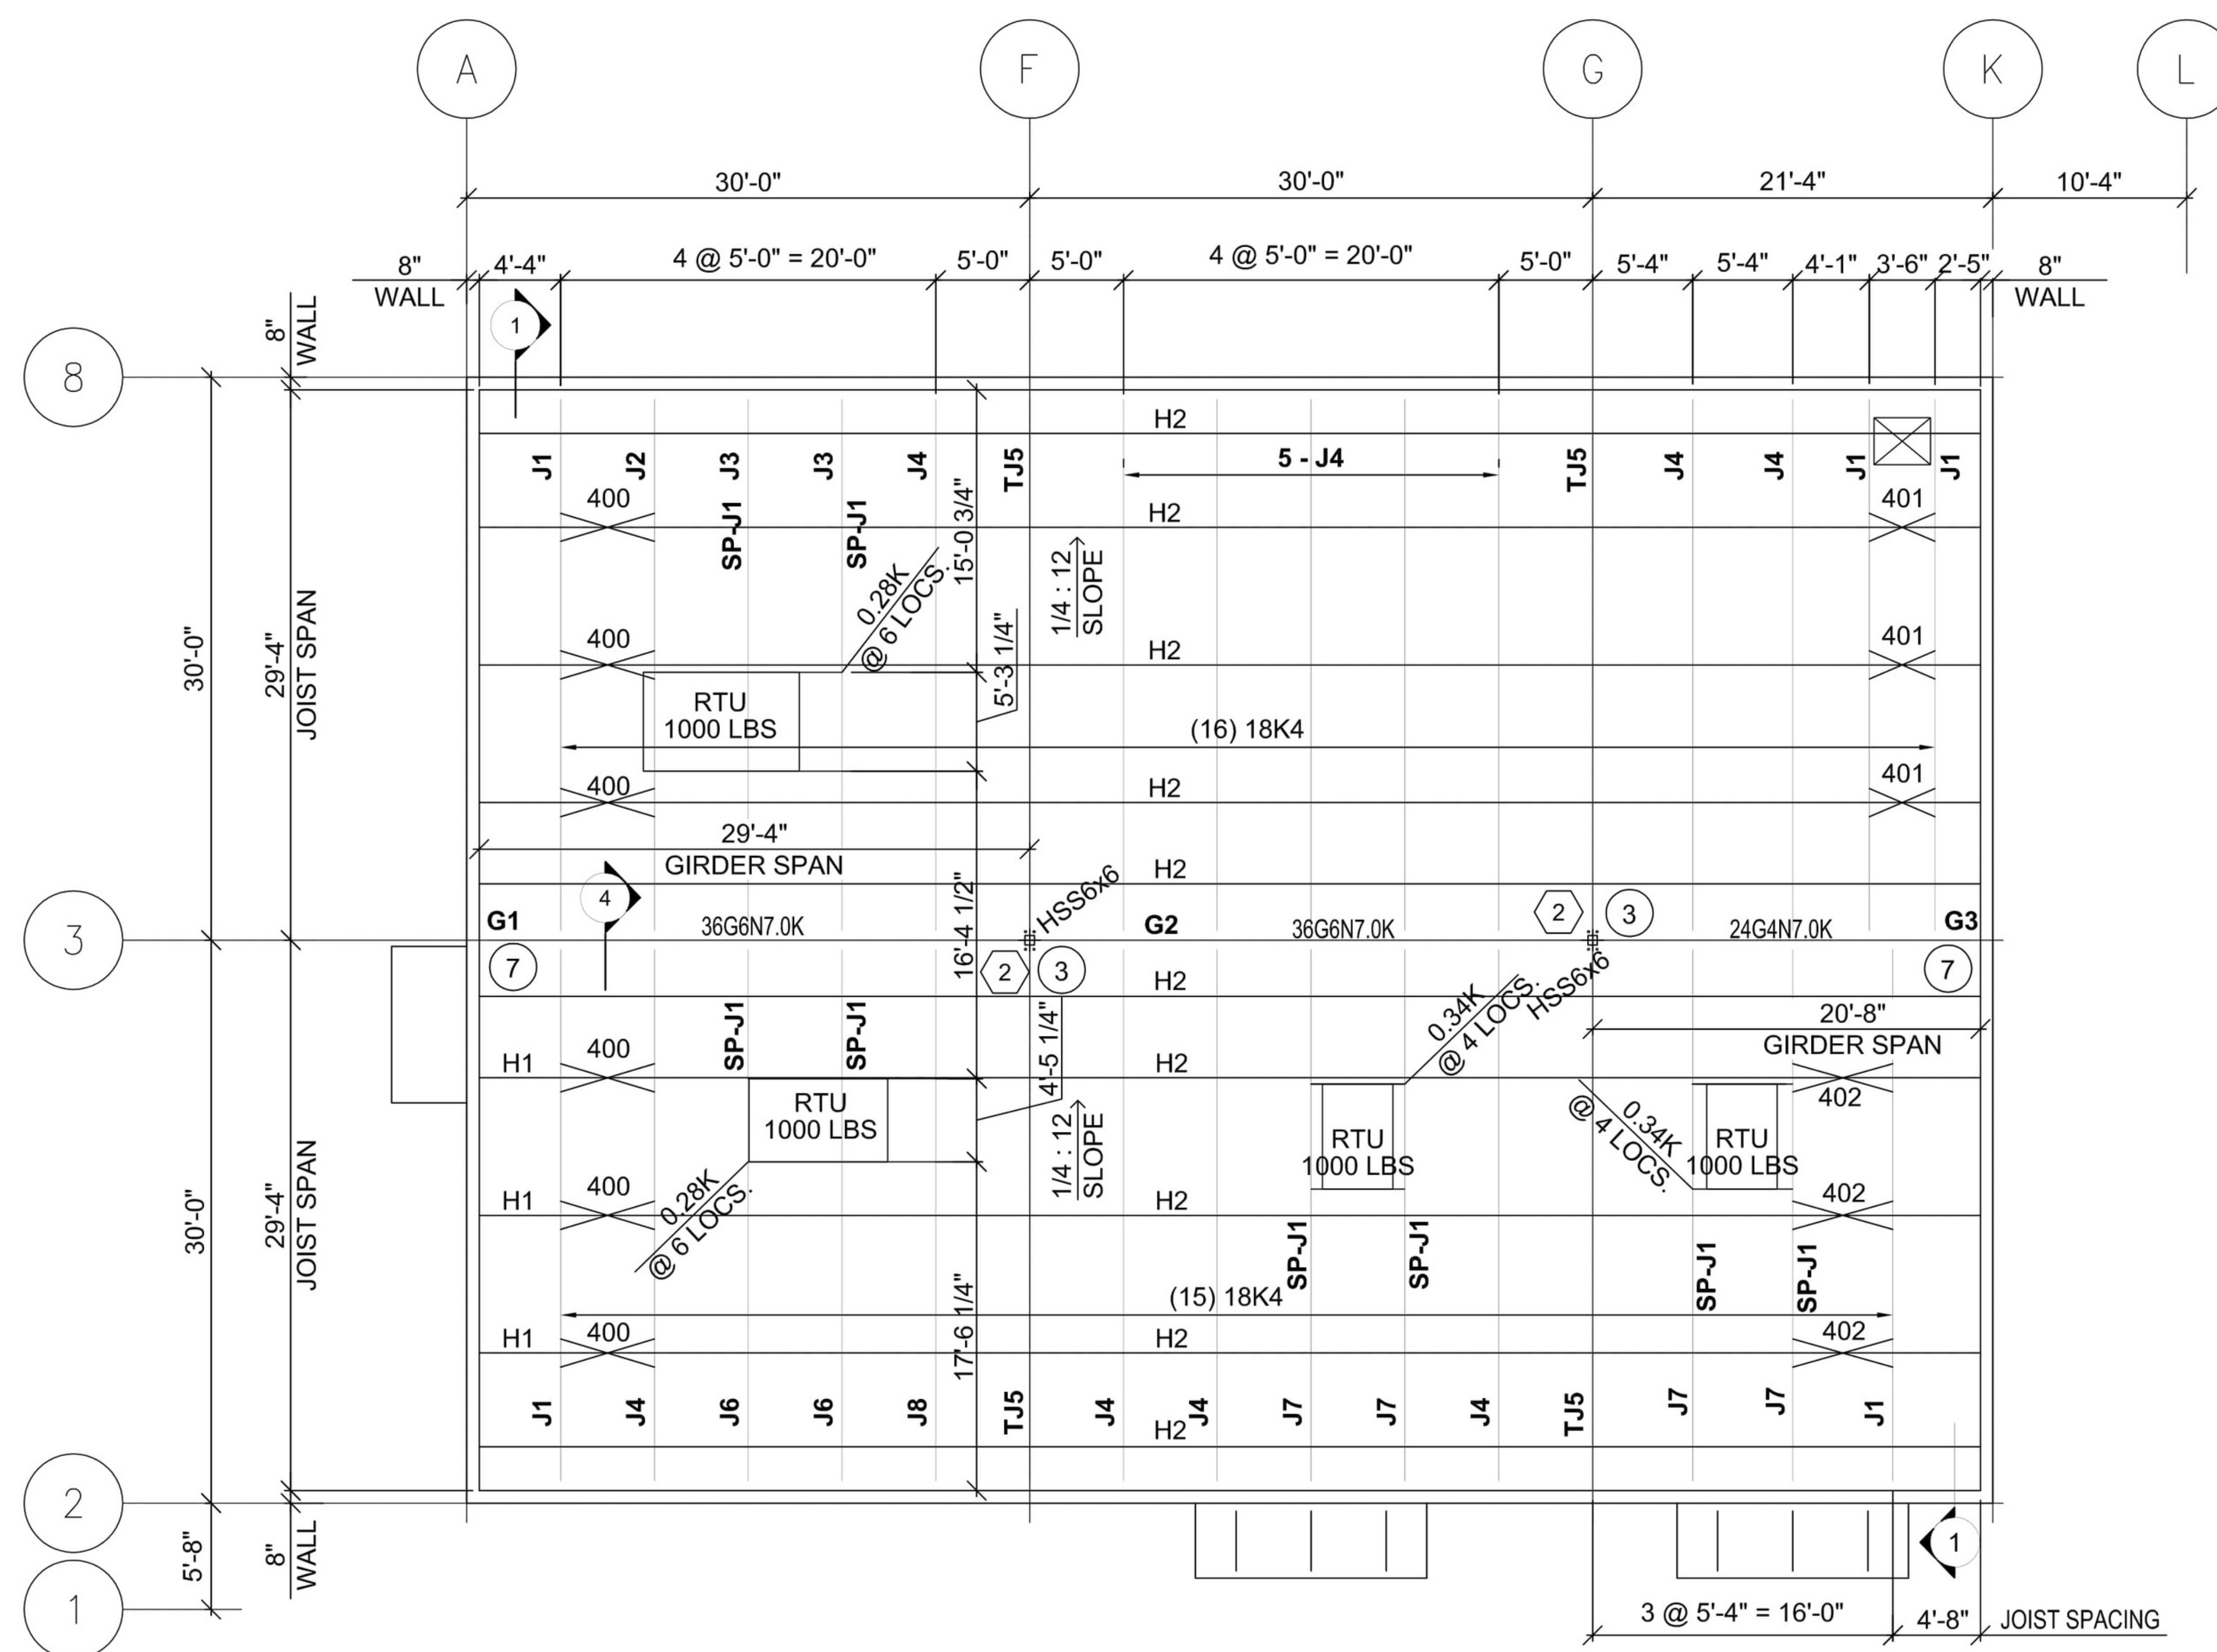 A
F
G
K
L
30'-0"
30'-0"
21'-4"
10'-4"
8"
WALL
4'-4"
4 @ 5'-0" = 20'-0"
5'-0"
5'-0"
4 @ 5'-0" = 20'-0"
5'-0"
5'-4"
5'-4"
4'-1"
3'-6"
2'-5"
8"
WALL
8"
WALL
1
8
H2
J1
J2
J3
J3
J4
TJ5
5 - J4
TJ5
J4
J4
J1
J1
400
SP-J1
SP-J1
15'-0 3/4"
H2
401
0.28K
@ 6 LOCS.
1/4 : 12
SLOPE
30'-0"
29'-4"
JOIST SPAN
400
5'-3 1/4"
H2
401
RTU
1000 LBS
(16) 18K4
400
H2
401
29'-4"
GIRDER SPAN
H2
HSS6x6
3
G1
4
36G6N7.0K
16'-4 1/2"
G2
36G6N7.0K
2
3
24G4N7.0K
G3
7
2
3
H2
HSS6x6
7
SP-J1
SP-J1
0.34K
@ 4 LOCS.
20'-8"
GIRDER SPAN
H1
400
4'-5 1/4"
H2
402
RTU
1000 LBS
0.34K
@ 4 LOCS.
RTU
1000 LBS
RTU
1000 LBS
1/4 : 12
SLOPE
30'-0"
29'-4"
JOIST SPAN
H1
400
0.28K
@ 6 LOCS.
H2
402
SP-J1
SP-J1
SP-J1
SP-J1
17'-6 1/4"
(15) 18K4
H1
400
H2
402
J1
J4
J6
J6
J8
TJ5
J4
J4
J7
J7
J4
TJ5
J7
J7
J1
H2
2
5'-8"
8"
WALL
1
1
3 @ 5'-4" = 16'-0"
4'-8"
JOIST SPACING